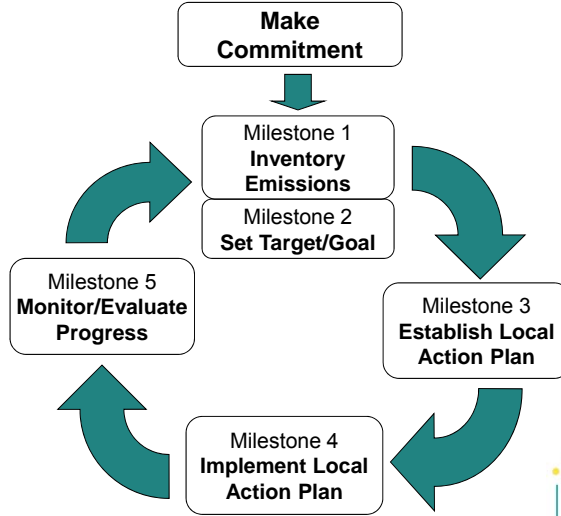 Make
Commitment
Milestone 1
Inventory
Emissions
Milestone 2
Set Target/Goal
Milestone 3
Establish Local
Action Plan
Milestone 4
Implement Local
Action Plan
Milestone 5
Monitor/Evaluate
Progress